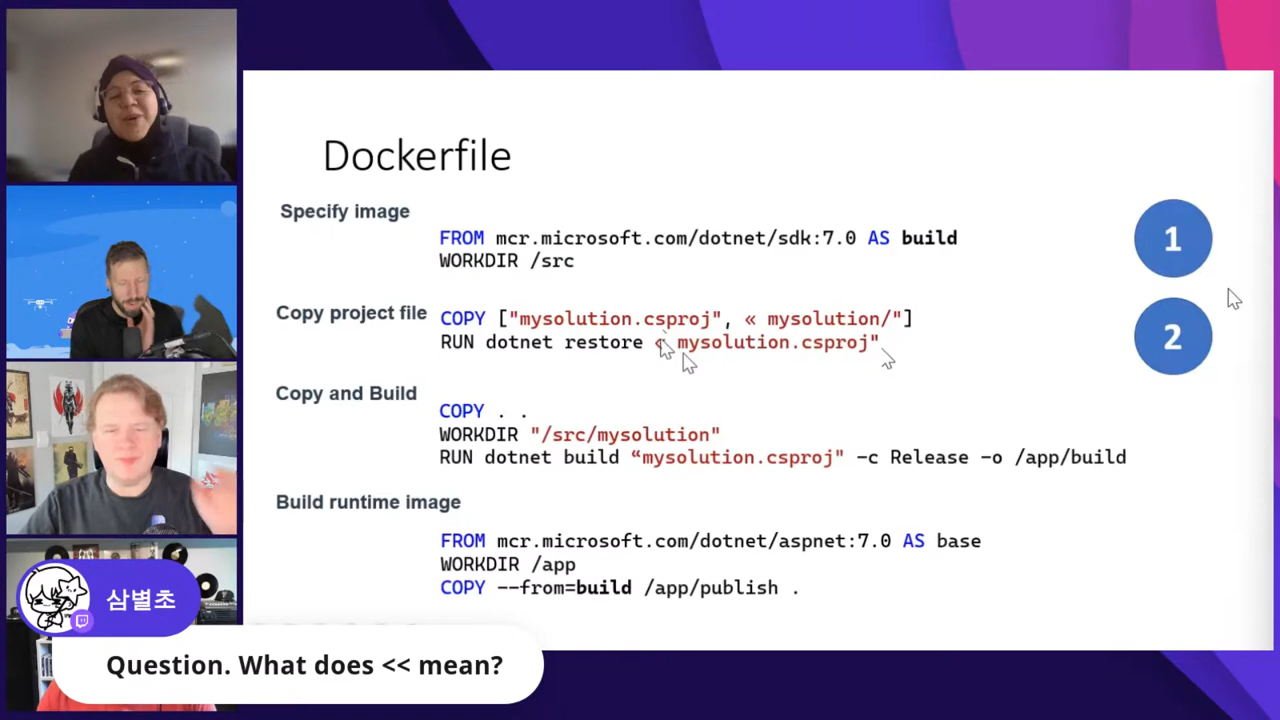 Dockerfile
Specify image
FROM mcr.microsoft.com/dotnet/sdk:7.0 AS build
WORKDIR /src
1
Copy project file
COPY ["mysolution.csproj", « mysolution/"]
RUN dotnet restore « mysolution.csproj"
2
Copy and Build
COPY . .
WORKDIR "/src/mysolution"
RUN dotnet build “mysolution.csproj" -c Release -o /app/build
Build runtime image
FROM mcr.microsoft.com/dotnet/aspnet:7.0 AS base
WORKDIR /app
COPY --from=build /app/publish .
삼별초
Question. What does << mean?